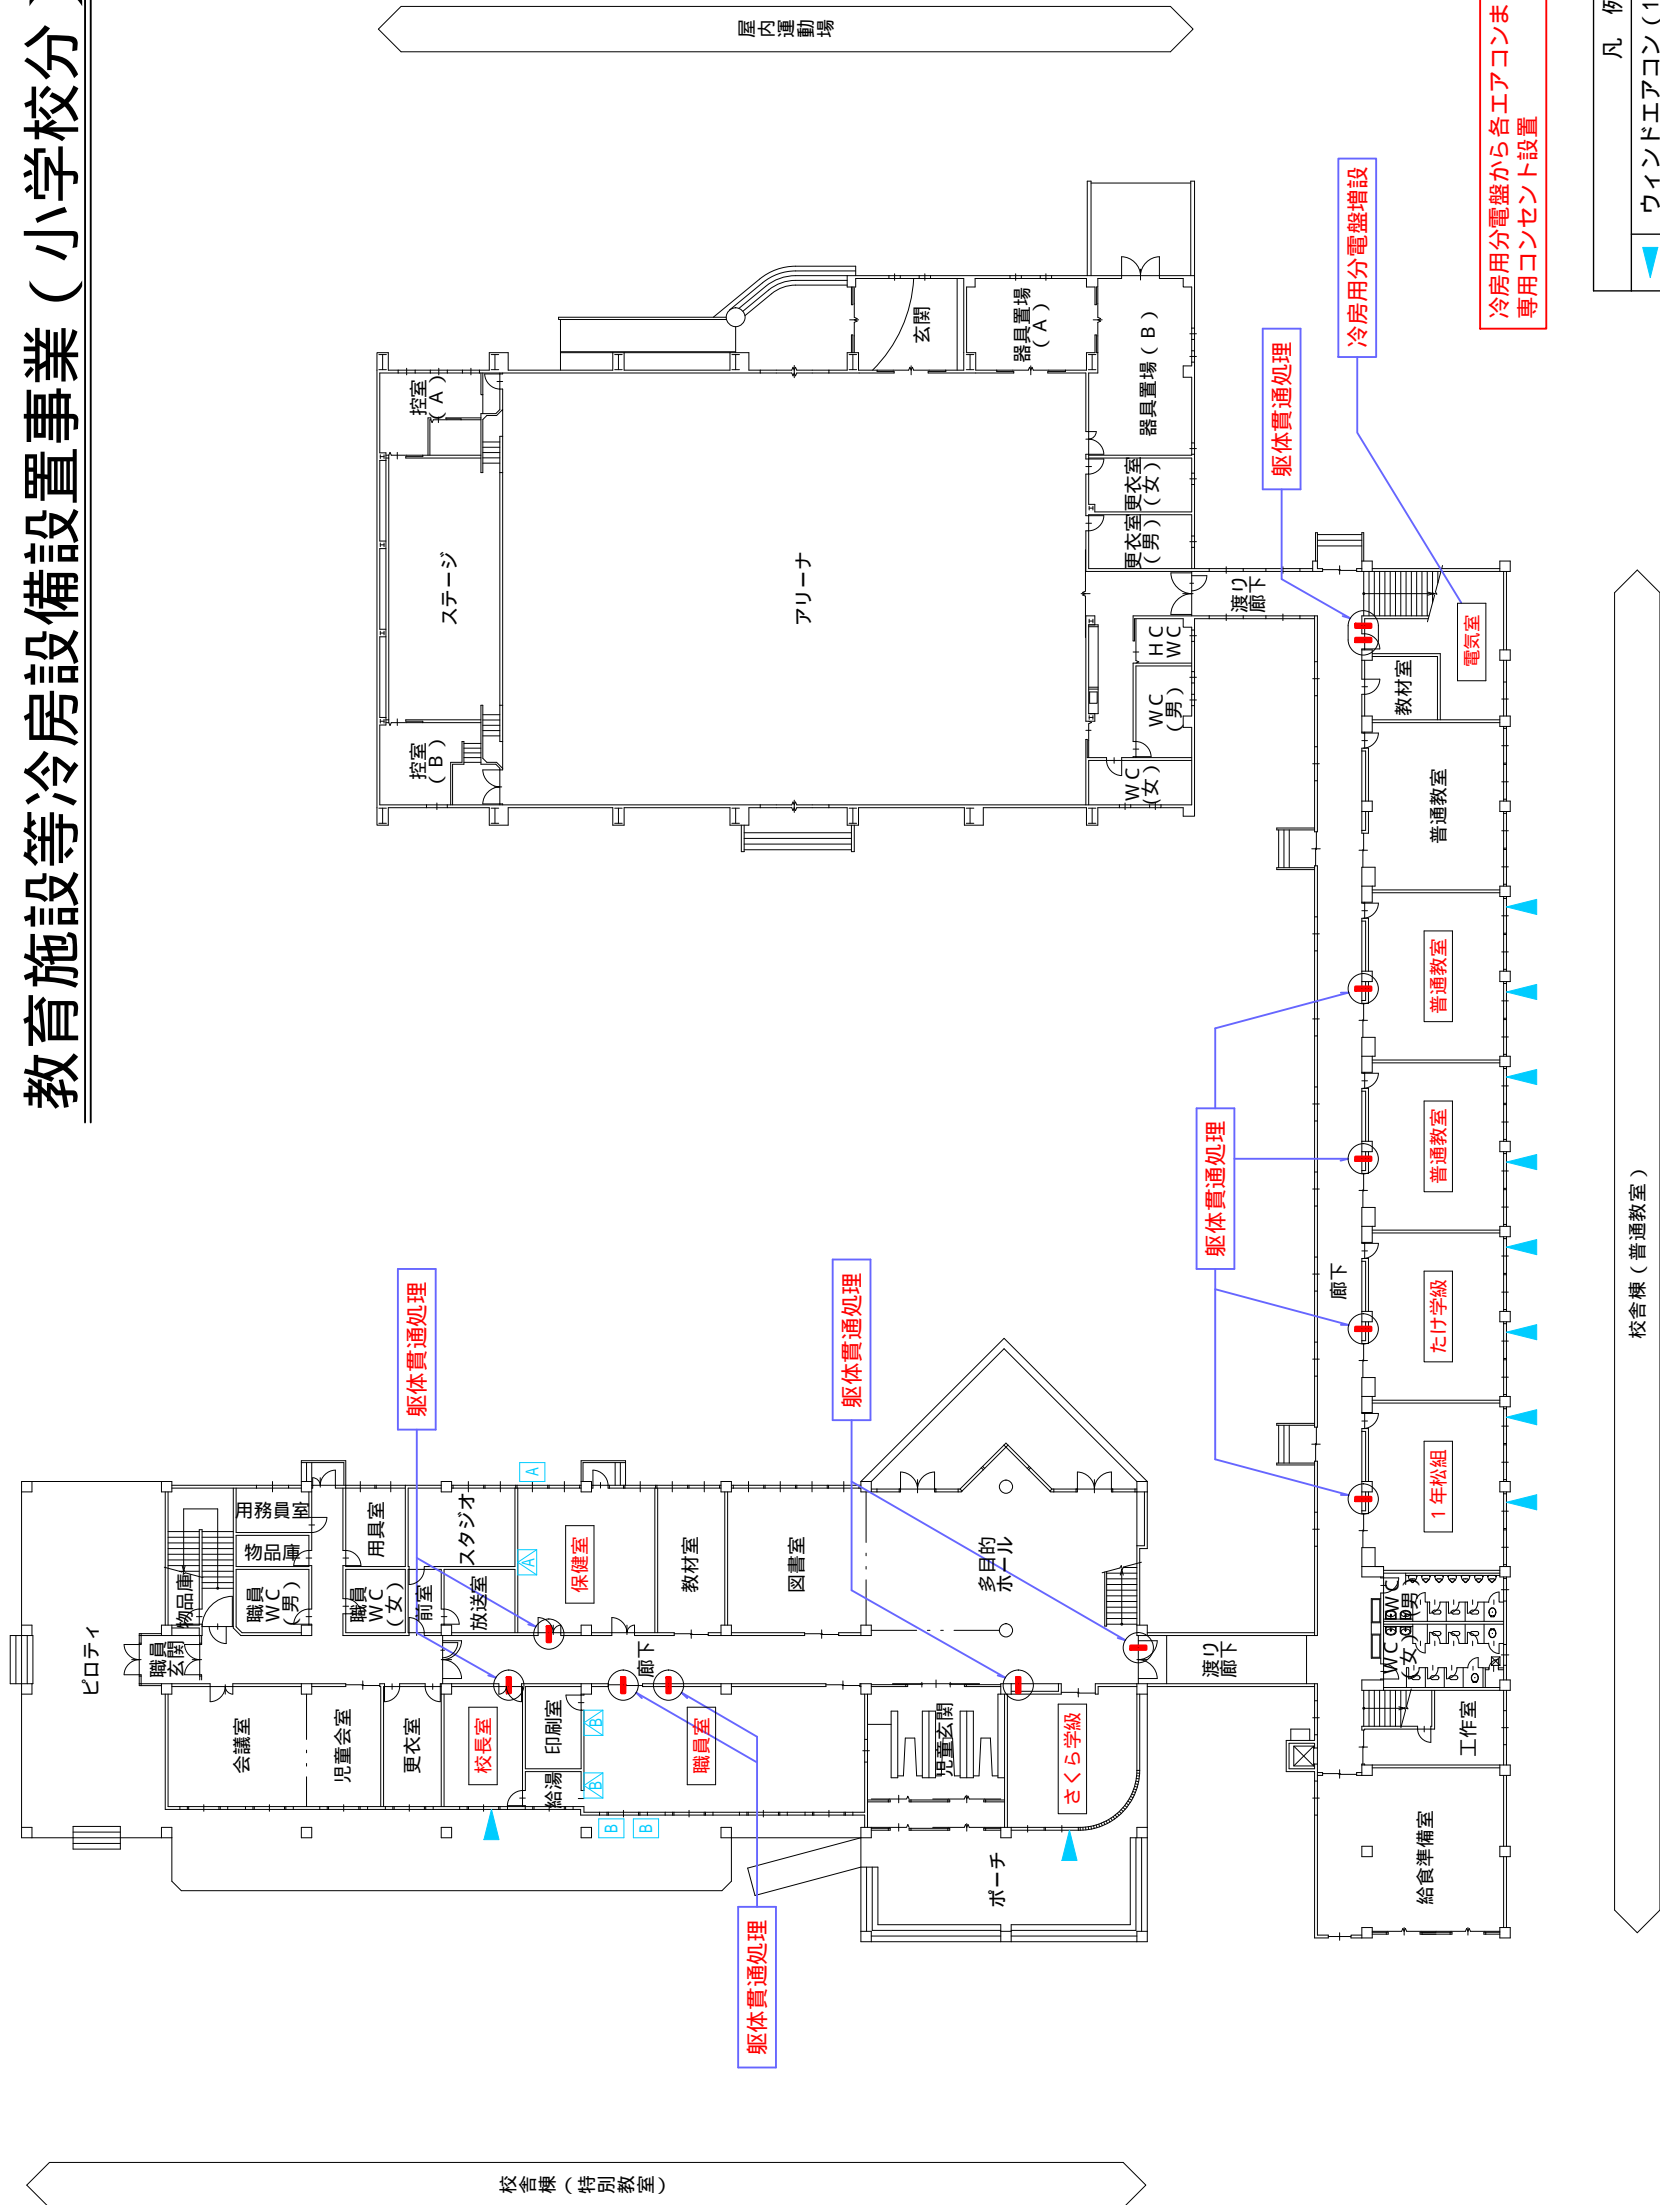 教育施設等冷房設備設置事業(小学校分)
屋内運動場
冷房用分電盤から各エアコンま
専用コンセント設置
凡 例
ウィンドエアコン(1
冷房用分電盤増設
躯体貫通処理
控室
(A)
ステージ
控室
(B)
アリーナ
玄関
器具置場
(A)
器具置場(B)
更衣室
(女)
更衣室
(男)
HC
WC
WC
(男)
WC
(女)
渡り
廊下
電気室
教材室
普通教室
普通教室
普通教室
たけ学級
1年松組
廊下
躯体貫通処理
校舎棟(普通教室)
躯体貫通処理
躯体貫通処理
ピロティ
用務員室
物品庫
物品庫
職員
WC
(男)
職員
玄関
用具室
職員
WC
(女)
前室
スタジオ
放送室
A
A
保健室
教材室
図書室
多目的
ホール
廊下
会議室
児童会室
更衣室
校長室
印刷室
給湯
B
B
B
B
職員室
児童玄関
さくら学級
ポーチ
渡り
廊下
WC
(男)
WC
(女)
工作室
給食準備室
躯体貫通処理
校舎棟(特別教室)